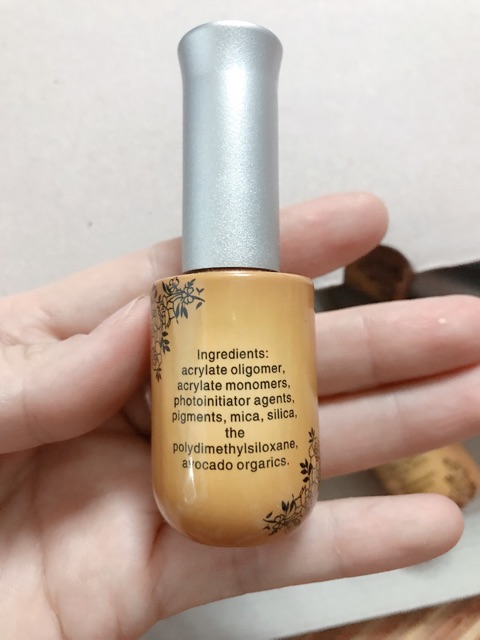 Ingredients:
acrylate oligomer,
acrylate monomers,
photoinitiator agents,
pigments, mica, silica,
the
polydimethylsiloxane,
avocado orgarics.